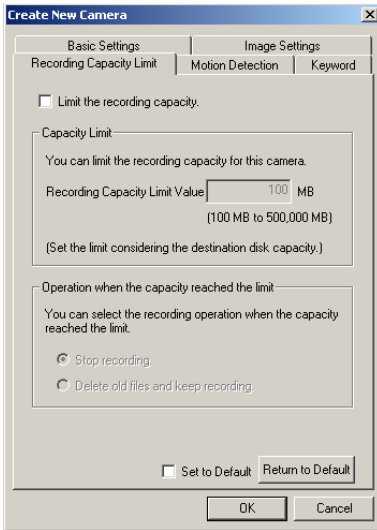 Create New Camera
Basic Settings
Image Settings
Recording Capacity Limit
Motion Detection
Keyword
Limit the recording capacity.
Capacity Limit
You can limit the recording capacity for this camera.
Recording Capacity Limit Value 100 MB
(100 MB to 500,000 MB)
(Set the limit considering the destination disk capacity.)
Operation when the capacity reached the limit
You can select the recording operation when the capacity
reached the limit.
Stop recording.
Delete old files and keep recording.
Set to Default
Return to Default
OK
Cancel